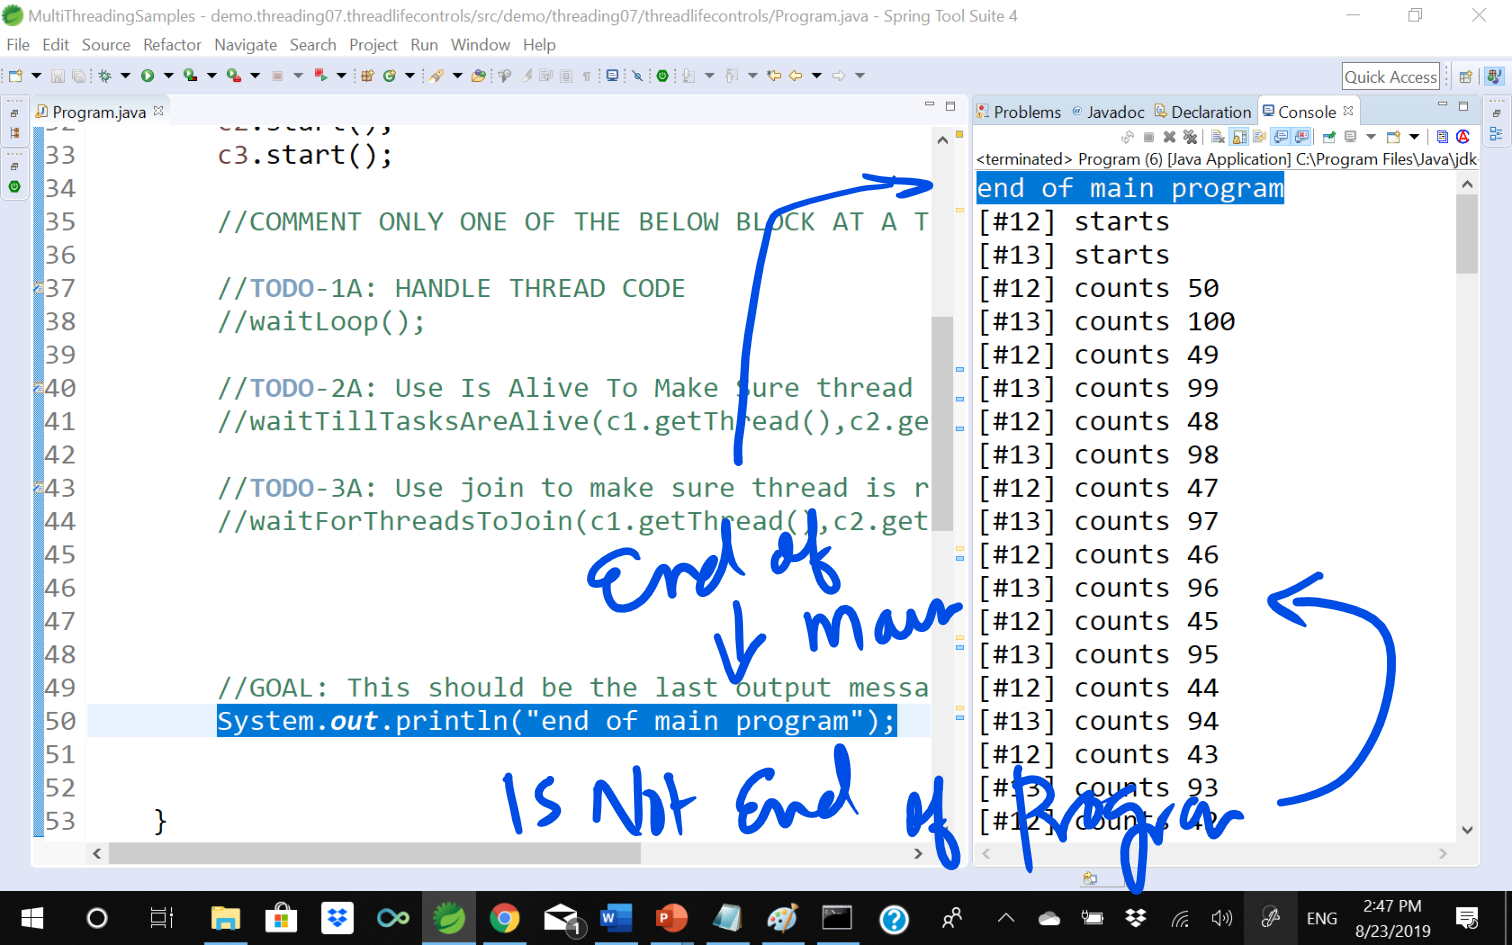 MultiThreadingSamples - demo.threading07.threadlifecontrols/src/demo/threading07/threadlifecontrols/Program.java - Spring Tool Suite 4
File Edit Source Refactor Navigate Search Project Run Window Help
Quick Access
Program.java
32 c2.start();
33 c3.start();
34
35 //COMMENT ONLY ONE OF THE BELOW BLOCK AT A T
36
37 //TODO-1A: HANDLE THREAD CODE
38 //waitLoop();
39
40 //TODO-2A: Use Is Alive To Make Sure thread
41 //waitTillTasksAreAlive(c1.getThread(),c2.ge
42
43 //TODO-3A: Use join to make sure thread is r
44 //waitForThreadsToJoin(c1.getThread(),c2.get
45
46
47
48
49 //GOAL: This should be the last output messa
50 System.out.println("end of main program");
51
52
53 }
End of
main
Is Not End of Program
Problems @ Javadoc Declaration Console
<terminated> Program (6) [Java Application] C:\Program Files\Java\jdk
end of main program
[#12] starts
[#13] starts
[#12] counts 50
[#13] counts 100
[#12] counts 49
[#13] counts 99
[#12] counts 48
[#13] counts 98
[#12] counts 47
[#13] counts 97
[#12] counts 46
[#13] counts 96
[#12] counts 45
[#13] counts 95
[#12] counts 44
[#13] counts 94
[#12] counts 43
[#13] counts 93
[#12] counts 42
1
ENG
2:47 PM
8/23/2019